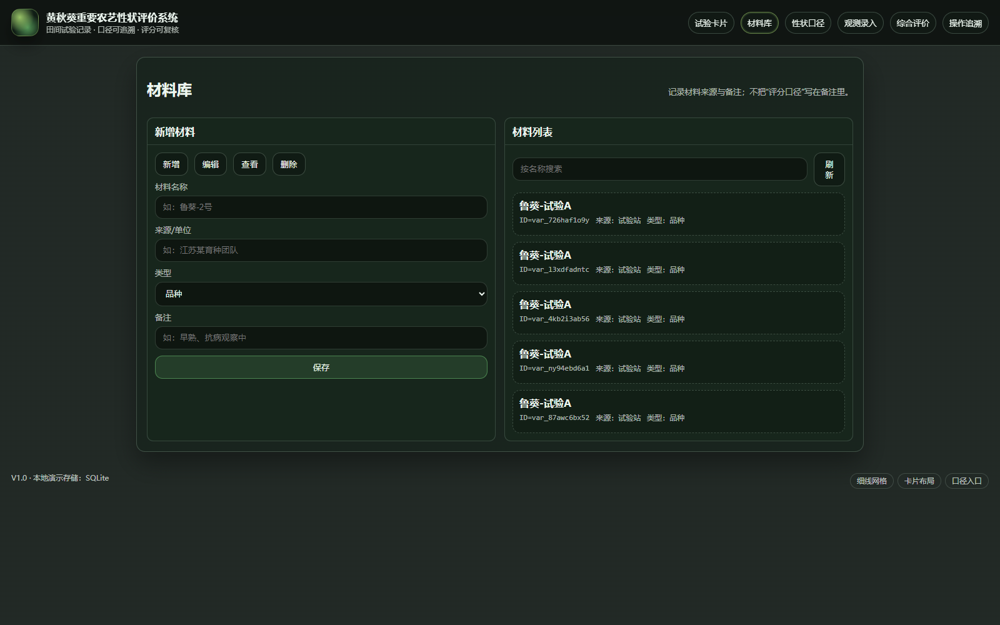 黄秋葵重要农艺性状评价系统
田间试验记录 · 口径可追溯 · 评分可复核
试验卡片
材料库
性状口径
观测录入
综合评价
操作追溯
材料库
记录材料来源与备注；不把“评分口径”写在备注里。
新增材料
新增
编辑
查看
删除
材料名称
如：鲁葵-2号
来源/单位
如：江苏某育种团队
类型
品种
备注
如：早熟、抗病观察中
保存
材料列表
按名称搜索
刷
新
鲁葵-试验A
ID=var_726haf1o9y 来源：试验站 类型：品种
鲁葵-试验A
ID=var_l3xdfadntc 来源：试验站 类型：品种
鲁葵-试验A
ID=var_4kb2i3ab56 来源：试验站 类型：品种
鲁葵-试验A
ID=var_ny94ebd6a1 来源：试验站 类型：品种
鲁葵-试验A
ID=var_87awc6bx52 来源：试验站 类型：品种
V1.0 · 本地演示存储：SQLite
细线网格
卡片布局
口径入口